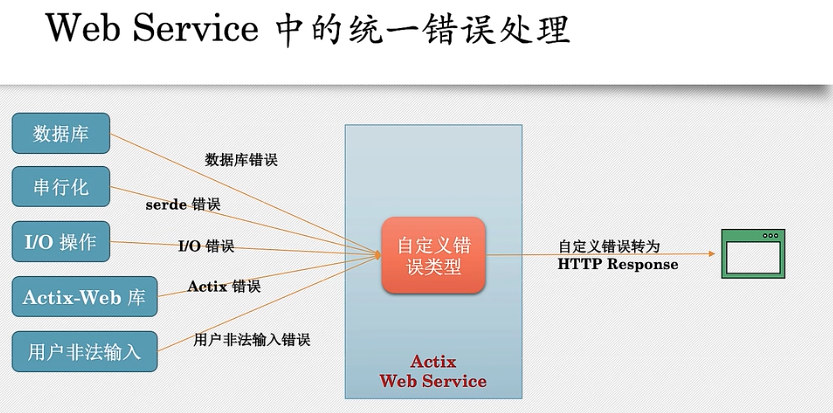 Web Service 中的统一错误处理
数据库
数据库错误
串行化
serde 错误
I/O 操作
I/O 错误
Actix-Web 库
Actix 错误
用户非法输入
用户非法输入错误
自定义错
误类型
Actix
Web Service
自定义错误转为
HTTP Response